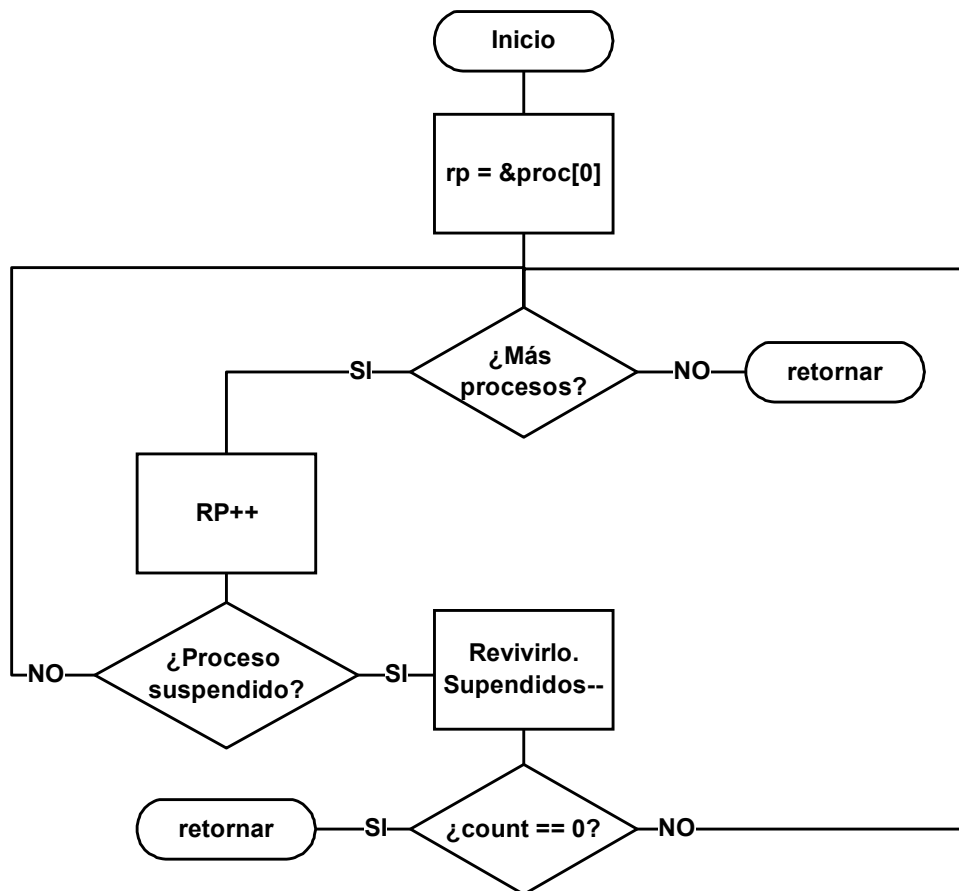 Inicio
rp = &proc[0]
¿Más
procesos?
SI
NO
retornar
RP++
¿Proceso
suspendido?
NO
SI
Revivirlo.
Supendidos--
¿count == 0?
SI
retornar
NO